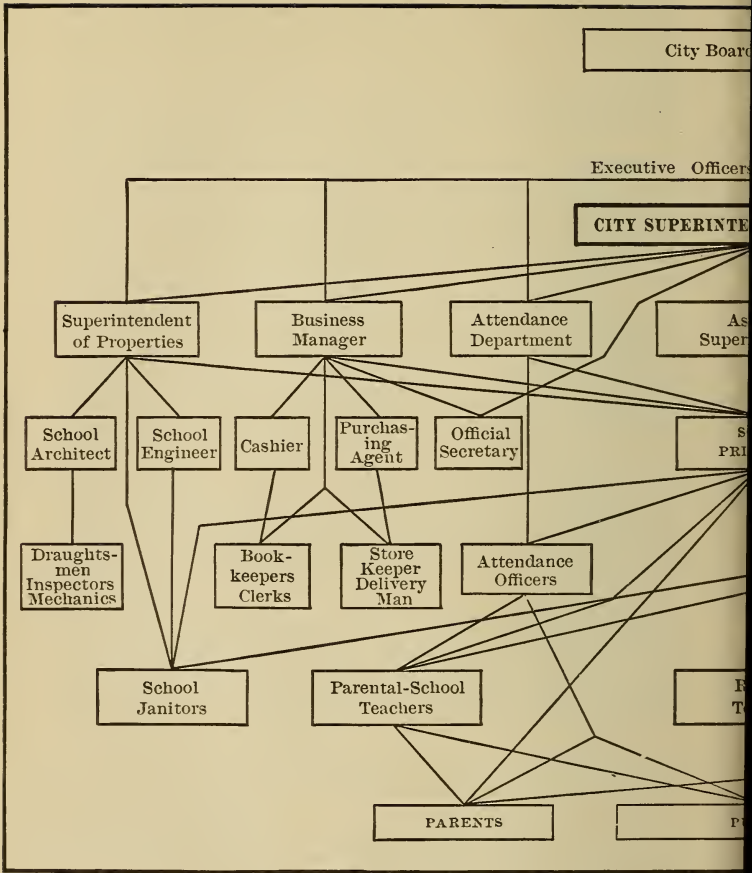 City Board
Executive Officers
CITY SUPERINTE
Superintendent
of Properties
Business
Manager
Attendance
Department
As
Super
School
Architect
School
Engineer
Cashier
Purchas-
ing
Agent
Official
Secretary
S
PRI
Draughts-
men
Inspectors
Mechanics
Book-
keepers
Clerks
Store
Keeper
Delivery
Man
Attendance
Officers
School
Janitors
Parental-School
Teachers
R
T
PARENTS
P